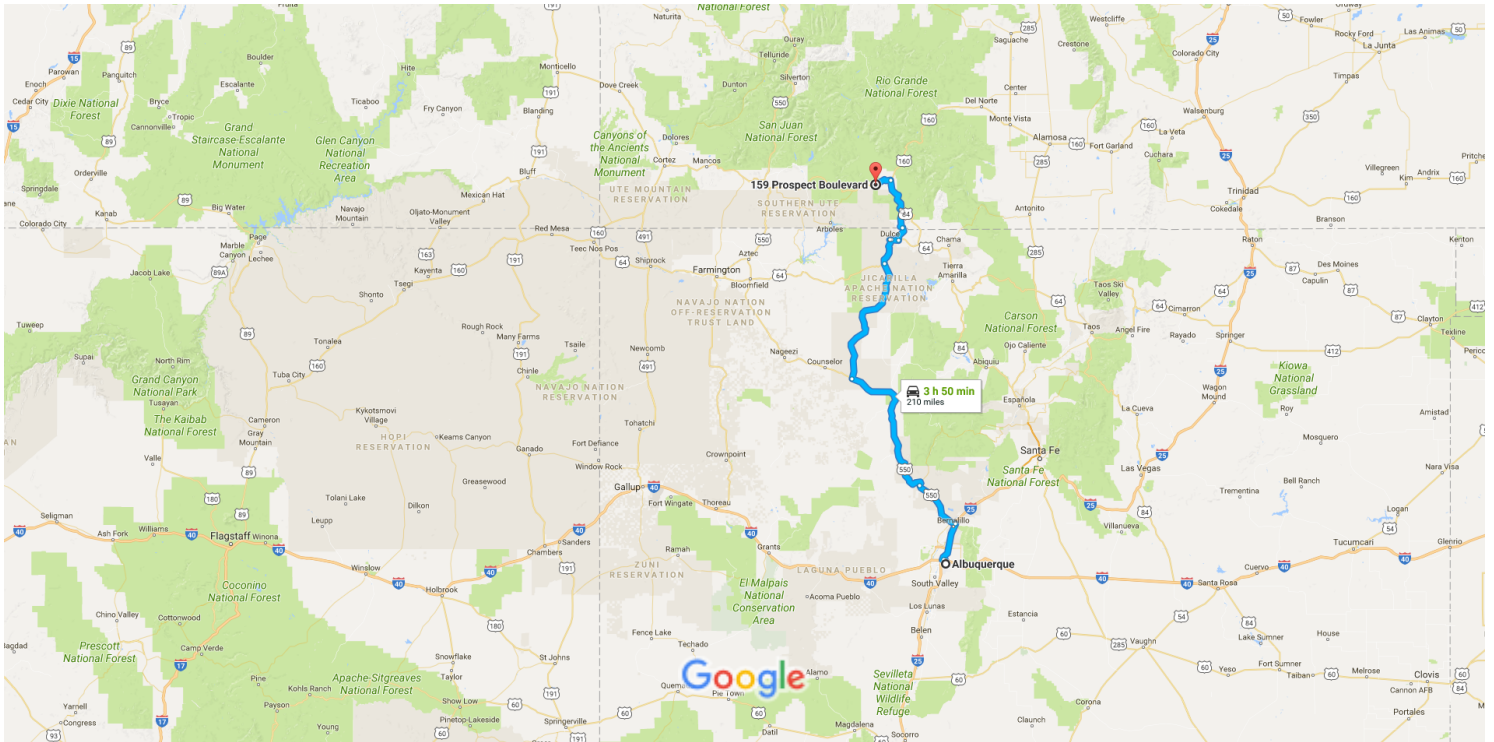 National Forest
Naturita
Ouray
Telluride
Saguache
Crestone
Westcliffe
Colorado City
Fowler
Rocky Ford
Las Animas
La Junta
Ordway
Enoch
Parowan
Cedar City
Panguitch
Boulder
Escalante
Hite
Monticello
Dove Creek
Dunton
Silverton
Rio Grande
National Forest
Center
Del Norte
Monte Vista
Timpas
Walsenburg
Dixie National
Forest
Bryce
Tropic
Cannonville
Ticaboo
Fry Canyon
Blanding
San Juan
National Forest
Alamosa
Fort Garland
La Veta
Cuchara
Grand
Staircase-Escalante
National
Monument
Glen Canyon
National
Recreation
Area
Canyons of
the Ancients
National
Monument
Dolores
Cortez
Mancos
Orderville
Springdale
Kanab
Big Water
Bluff
Mexican Hat
159 Prospect Boulevard
Villegreen
Kim
Andrix
Trinidad
Cokedale
Branson
UTE MOUNTAIN
RESERVATION
SOUTHERN UTE
RESERVATION
Arboles
Antonito
Colorado City
Navajo
Mountain
Oljato-Monument
Valley
Red Mesa
Teec Nos Pos
Dulce
Chama
Raton
Kenton
Marble
Canyon
Page
Lechee
Jacob Lake
Kayenta
Shiprock
Aztec
Farmington
Bloomfield
Tierra
Amarilla
Des Moines
Capulin
Tsegi
Shonto
JICARILLA
APACHE NATION
RESERVATION
Taos Ski
Valley
Cimarron
Clayton
NAVAJO NATION
OFF-RESERVATION
TRUST LAND
Carson
National Forest
Taos
Angel Fire
Rayado
Springer
Texline
Tuweep
Supai
Tonalea
Rough Rock
Many Farms
Tsaile
Newcomb
Nageezi
Counselor
Ojo Caliente
Abiquiu
North Rim
Tuba City
Chinle
Grand Canyon
National Park
Tusayan
NAVAJO NATION
RESERVATION
3 h 50 min
210 miles
Española
Wagon
Mound
Roy
Kiowa
National
Grassland
The Kaibab
National Forest
Cameron
Gray
Mountain
Kykotsmovi
Village
HOPI
RESERVATION
Keams Canyon
Ganado
Tohatchi
Fort Defiance
Window Rock
Crownpoint
La Cueva
Mosquero
Amistad
Valle
Santa Fe
Santa Fe
National Forest
Las Vegas
Nara Visa
Greasewood
Tolani Lake
Leupp
Dilkon
Gallup
Fort Wingate
Thoreau
Trementina
Bell Ranch
Logan
Seligman
Ash Fork
Williams
Flagstaff
Winona
Chambers
Sanders
Bernalillo
Villanueva
Tucumcari
Glenrio
Winslow
Holbrook
Ramah
Grants
ZUNI
RESERVATION
LAGUNA PUEBLO
Albuquerque
Cuervo
Santa Rosa
Coconino
National Forest
El Malpais
National
Conservation
Area
Acoma Pueblo
South Valley
Los Lunas
Chino Valley
Cottonwood
Camp Verde
Prescott
National Forest
Belen
Estancia
Fence Lake
Techado
Vaughn
Lake Sumner
House
Snowflake
Taylor
St Johns
Yeso
Fort Sumner
Taiban
Melrose
Clovis
Cannon AFB
Pine
Payson
Kohls Ranch
Apache-Sitgreaves
National Forest
Show Low
Pinetop-Lakeside
Springerville
Google
Pie Town
Alamo
Datil
Sevilleta
National
Wildlife
Refuge
Magdalena
Socorro
Corona
Claunch
Portales
Yarnell
Congress
Young